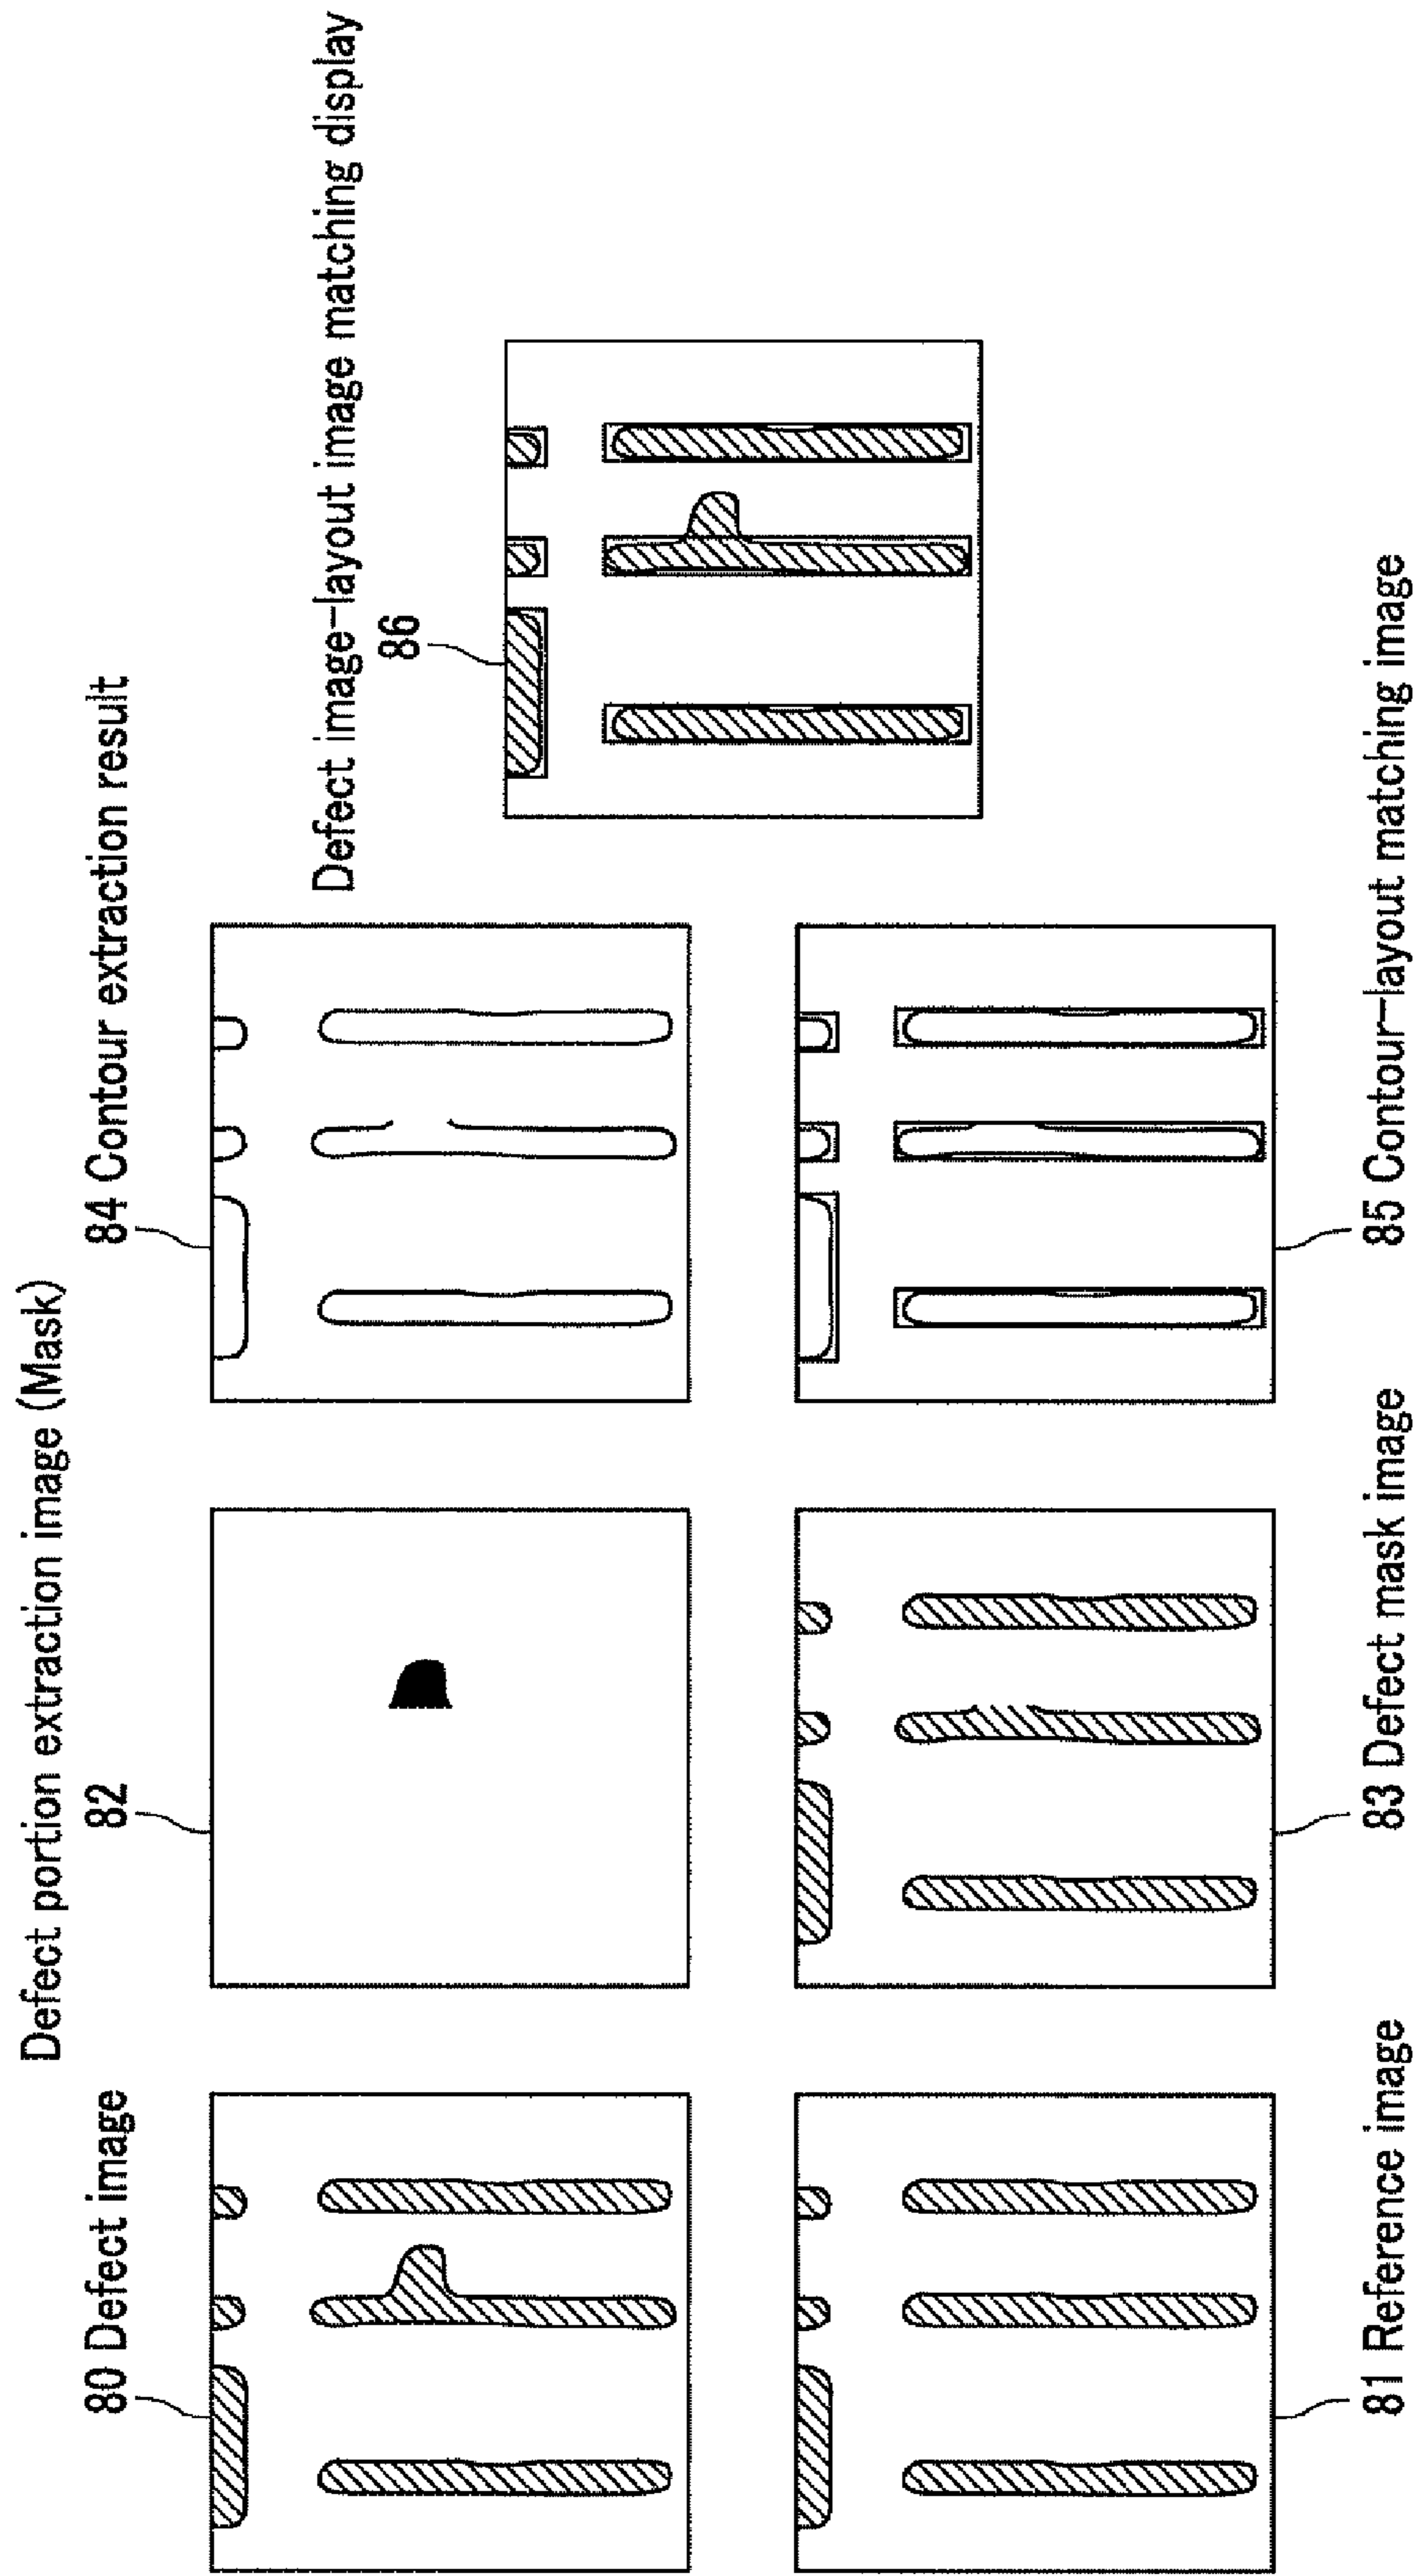 Defect portion extraction image (Mask)
80 Defect image
82
84 Contour extraction result
Defect image-layout image matching display
86
81 Reference image
83 Defect mask image
85 Contour-layout matching image